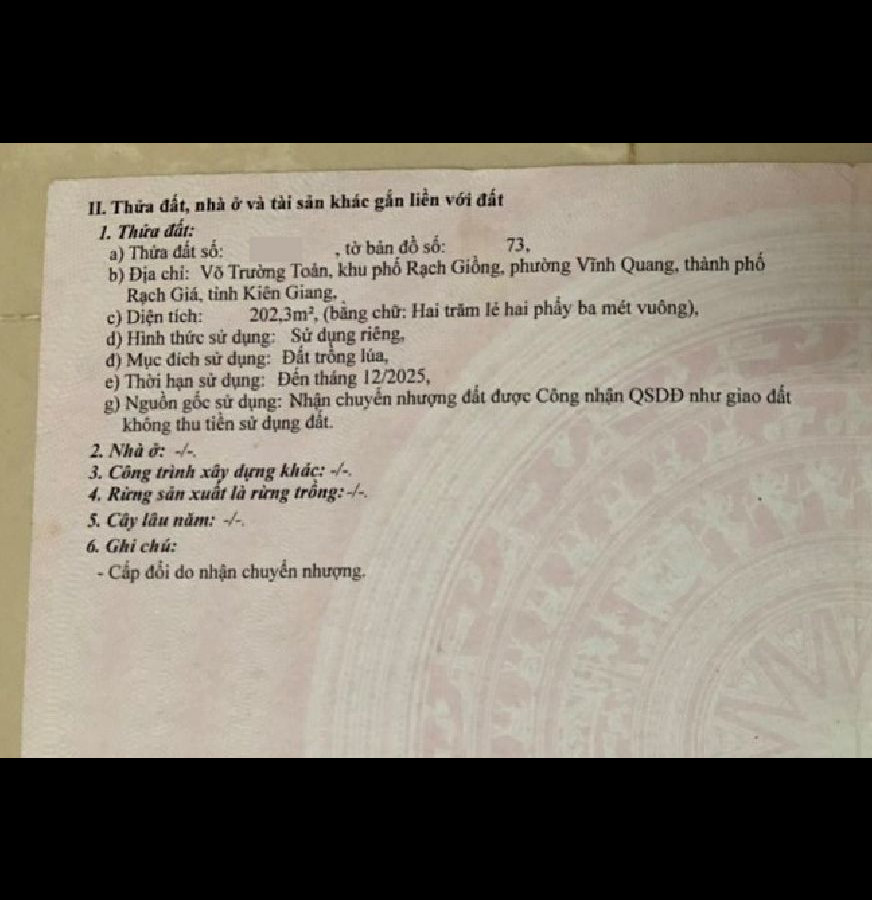 II. Thửa đất, nhà ở và tài sản khác gắn liền với đất
1. Thửa đất:
a) Thửa đất số: , tờ bản đồ số: 73,
b) Địa chỉ: Võ Trường Toản, khu phố Rạch Giồng, phường Vĩnh Quang, thành phố
Rạch Giá, tỉnh Kiên Giang,
c) Diện tích: 202,3m², (bằng chữ: Hai trăm lẻ hai phẩy ba mét vuông),
d) Hình thức sử dụng: Sử dụng riêng,
đ) Mục đích sử dụng: Đất trồng lúa,
e) Thời hạn sử dụng: Đến tháng 12/2025,
g) Nguồn gốc sử dụng: Nhận chuyển nhượng đất được Công nhận QSDĐ như giao đất
không thu tiền sử dụng đất.
2. Nhà ở: -/-.
3. Công trình xây dựng khác: -/-.
4. Rừng sản xuất là rừng trồng: -/-.
5. Cây lâu năm: -/-.
6. Ghi chú:
- Cấp đổi do nhận chuyển nhượng.